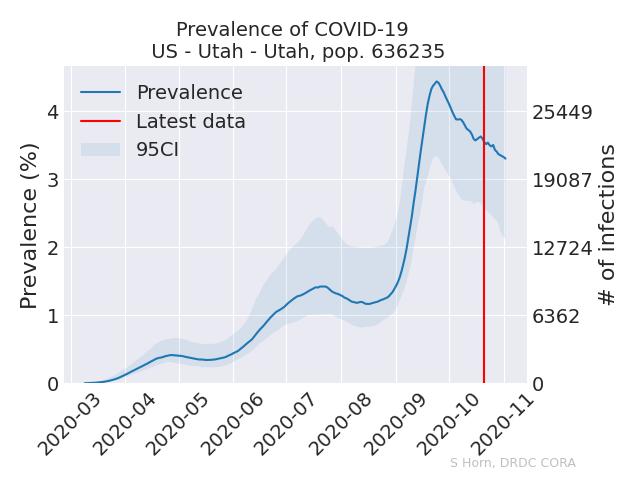 Prevalence of COVID-19
US - Utah - Utah, pop. 636235
Prevalence
Latest data
95CI
Prevalence (%)
4
3
2
1
0
25449
19087
12724
6362
0
# of infections
2020-03
2020-04
2020-05
2020-06
2020-07
2020-08
2020-09
2020-10
2020-11
S Horn, DRDC CORA